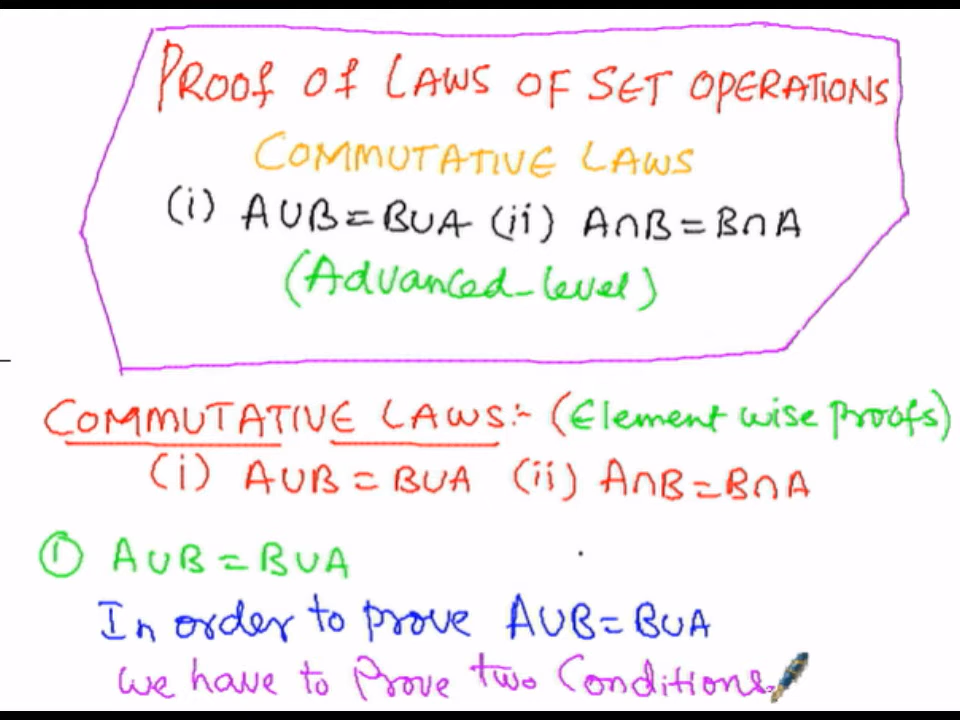 PROOF OF LAWS OF SET OPERATIONS
COMMUTATIVE LAWS
(i) A∪B=B∪A (ii) A∩B=B∩A
(Advanced-level)
COMMUTATIVE LAWS:- (Element wise proofs)
(i) A∪B=B∪A (ii) A∩B=B∩A
① A∪B=B∪A
In order to prove A∪B=B∪A
we have to prove two Conditions.